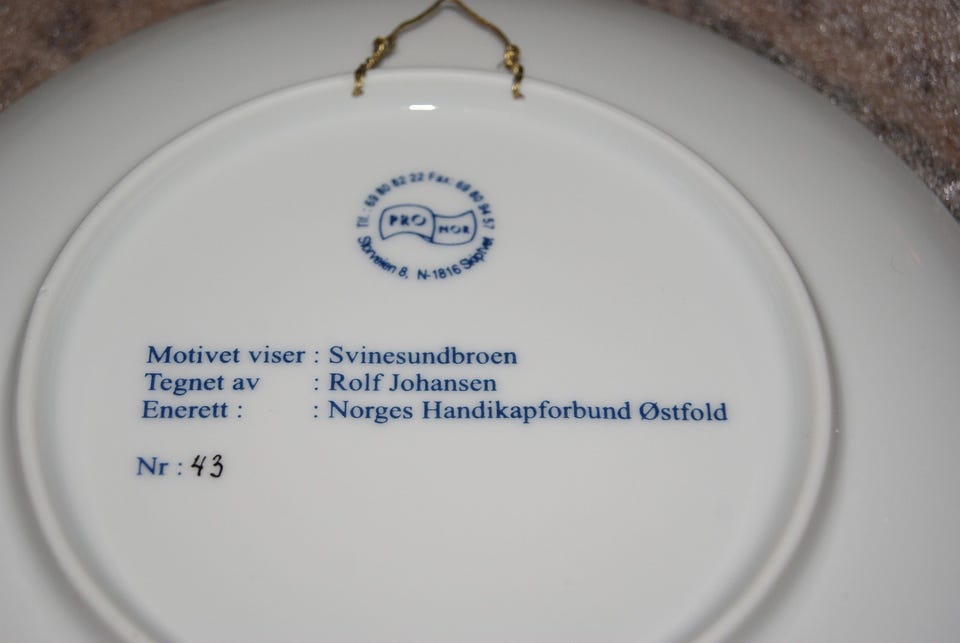 Tlf.: 69 80 82 22 Fax: 69 80 94 57
PRO NOR
Storveien 8, N-1816 Skiptvet
Motivet viser : Svinesundbroen
Tegnet av : Rolf Johansen
Enerett : : Norges Handikapforbund Østfold
Nr : 43